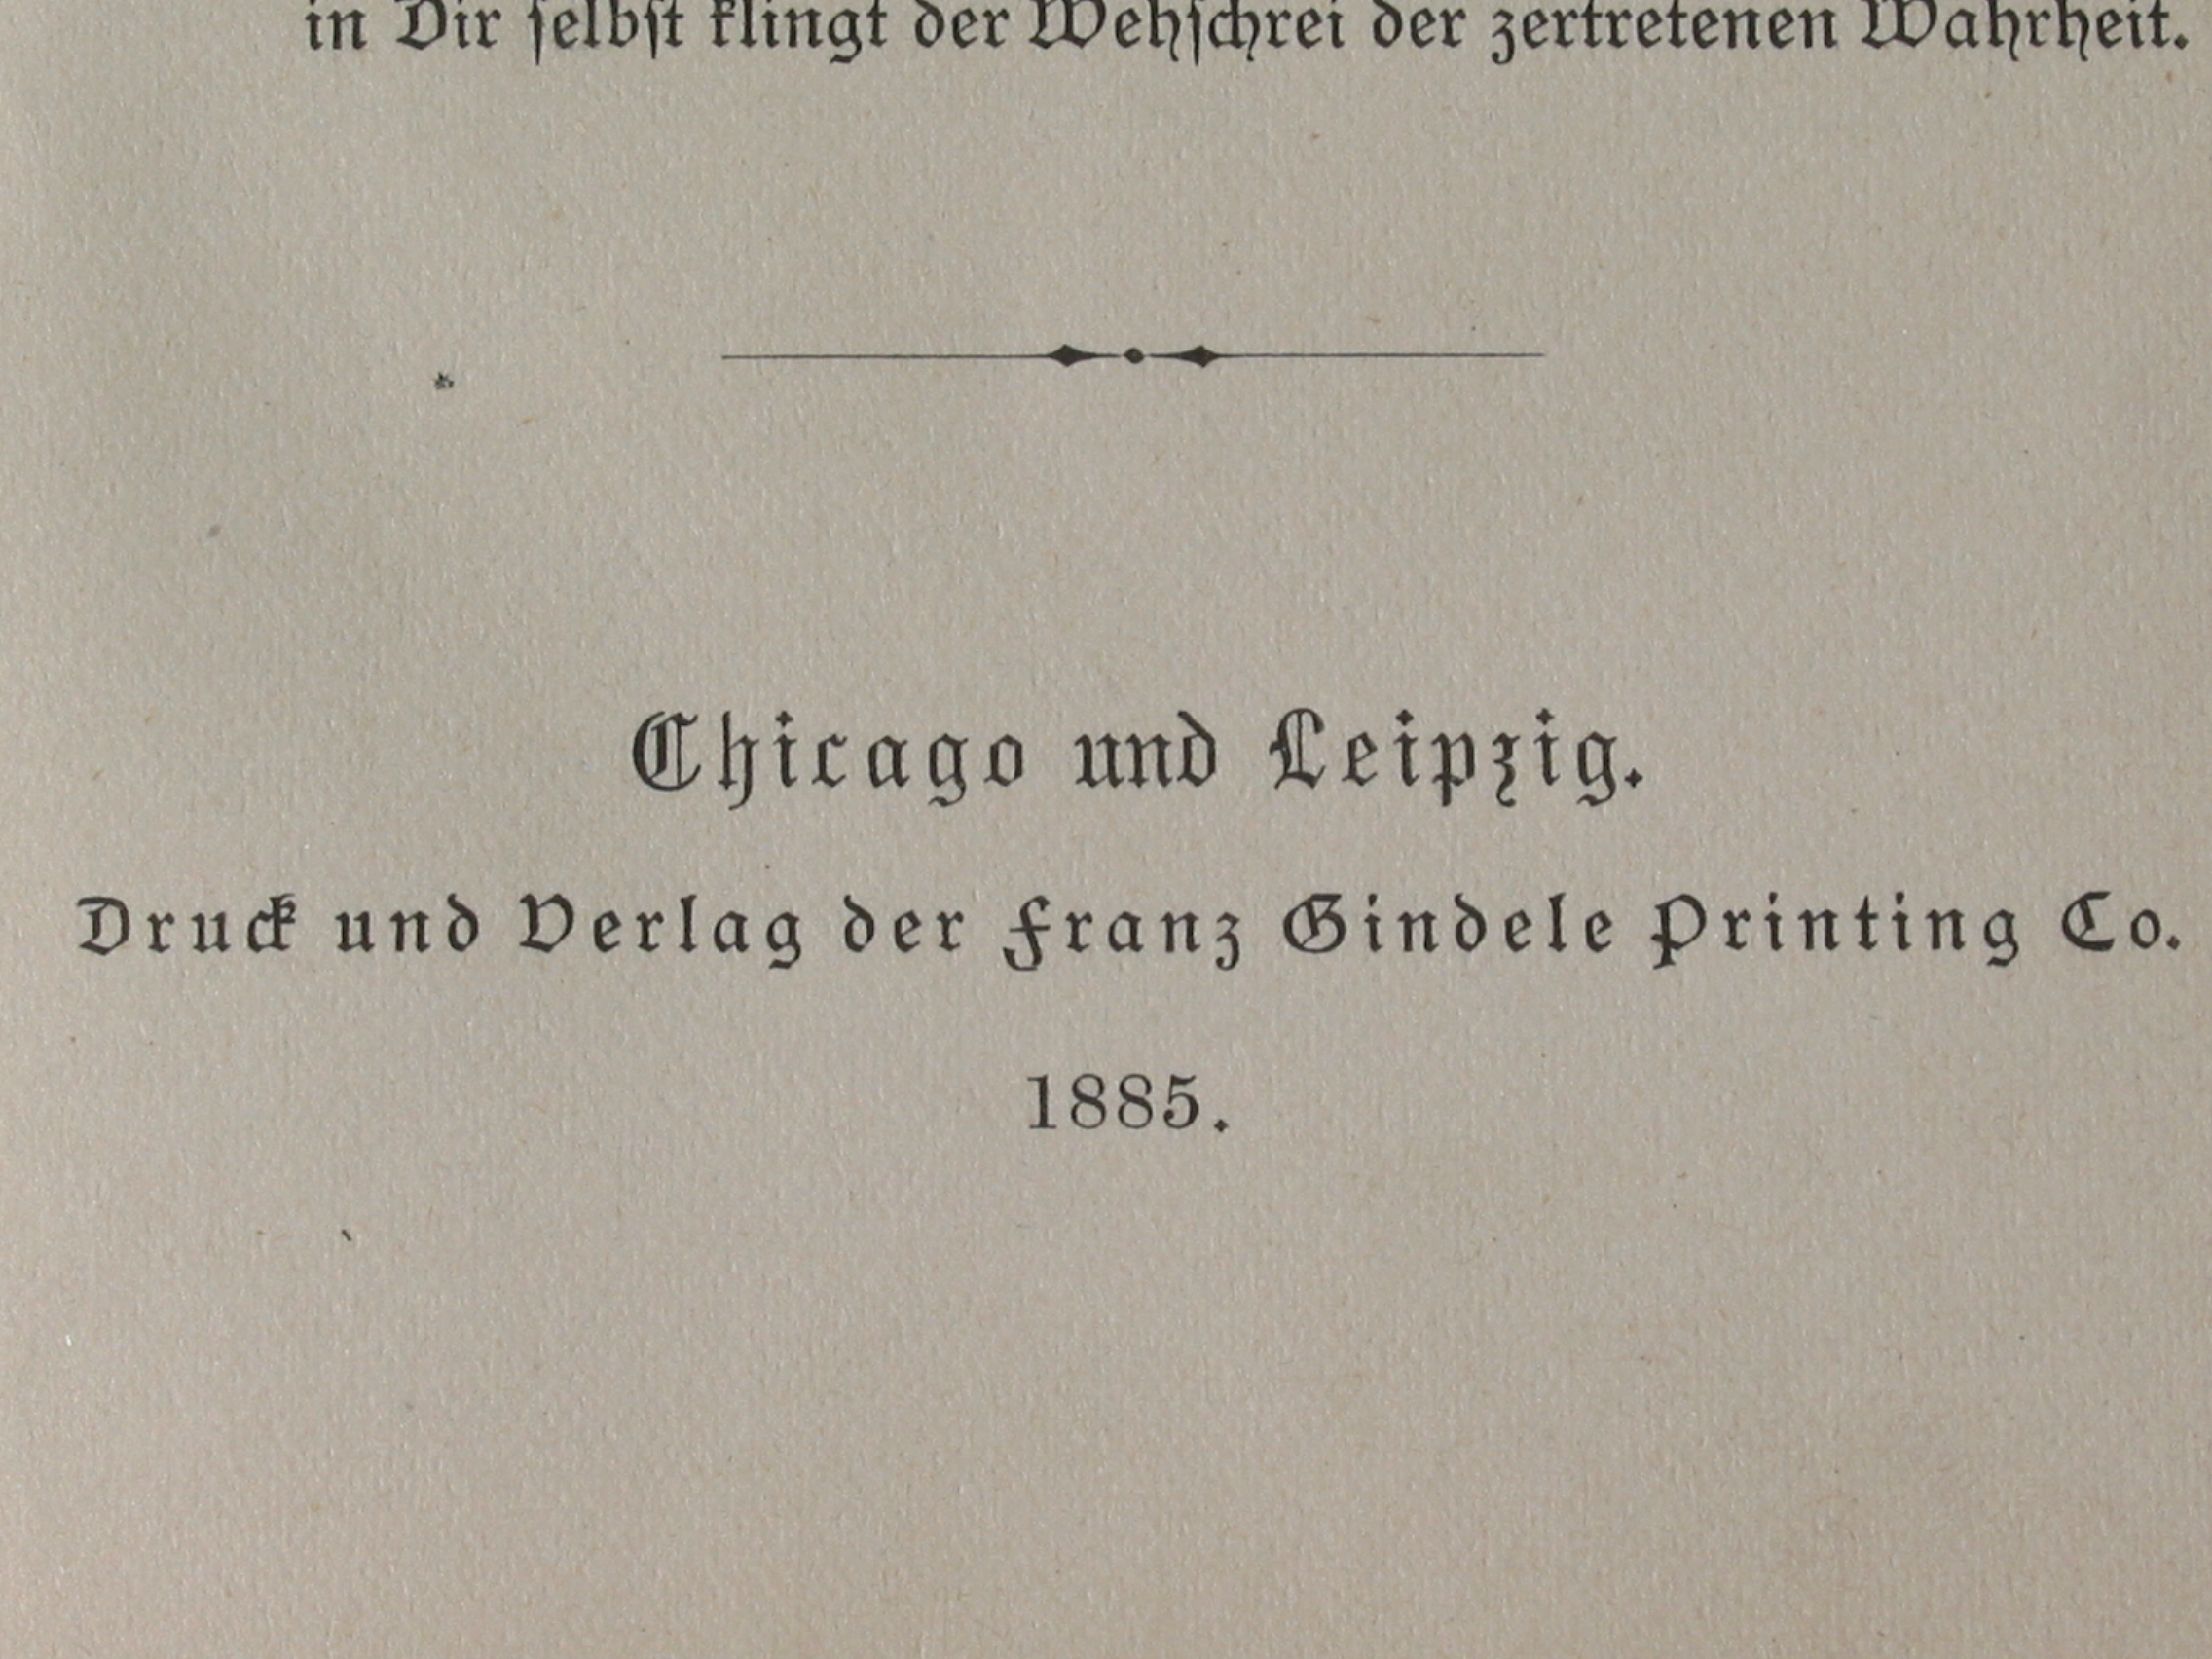 in Dir selbst klingt der Wehschrei der zertretenen Wahrheit.
Chicago und Leipzig.
Druck und Verlag der Franz Gindele Printing Co.
1885.